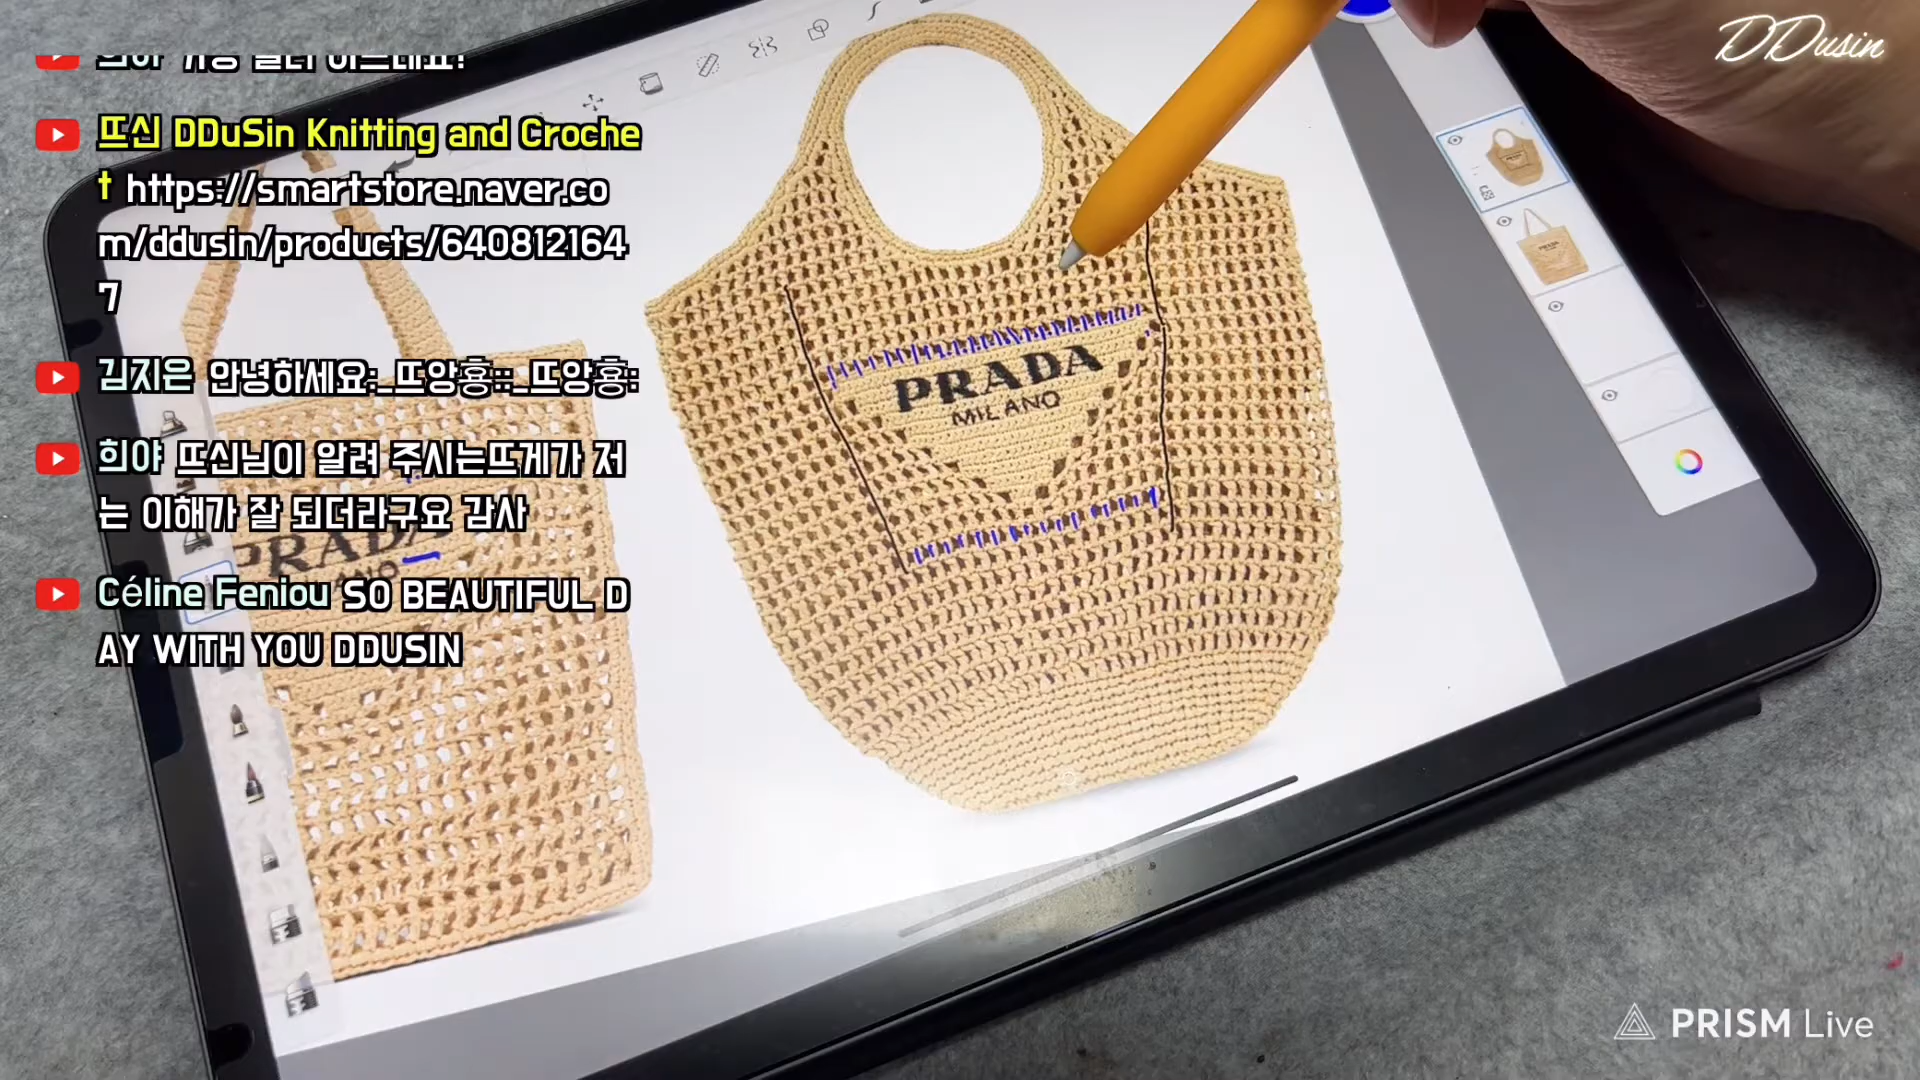 DDusin
뜨신 DDuSin Knitting and Croche
t https://smartstore.naver.co
m/ddusin/products/640812164
7
김지은 안녕하세요:_뜨앙흥::_뜨앙흥:
희야 뜨신님이 알려 주시는뜨게가 저
는 이해가 잘 되더라구요 감사
Céline Feniou SO BEAUTIFUL D
AY WITH YOU DDUSIN
PRADA
MILANO
PRADA
PRISM Live